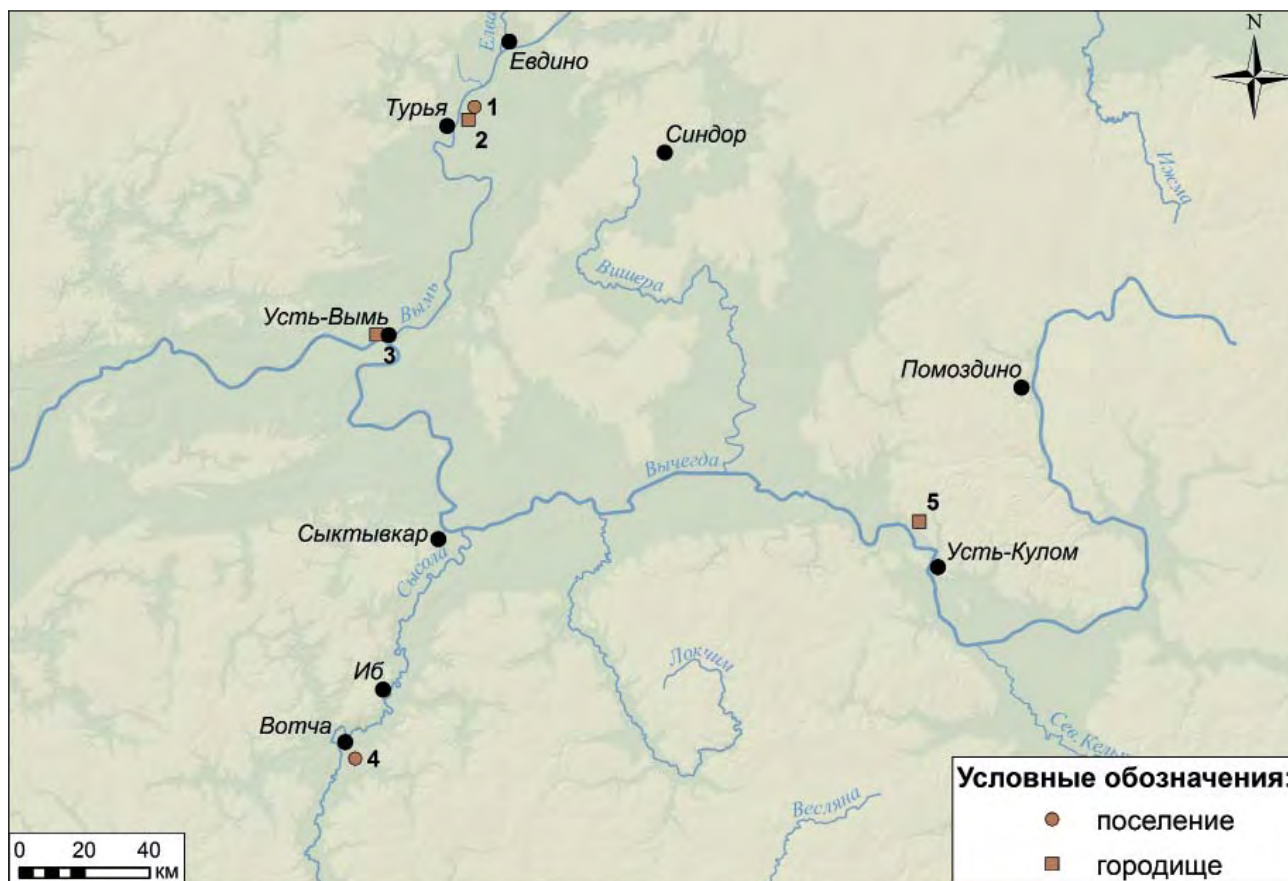 N
Елва
Евдино
1
Турья
2
Синдор
Ижма
Вишера
Вымь
Усть-Вымь
3
Помоздино
Вычегда
5
Сыктывкар
Усть-Кулом
Сысола
Локчим
Иб
Вотча
4
Сев. Кельт
Весляна
Условные обозначения:
поселение
городище
0 20 40
км